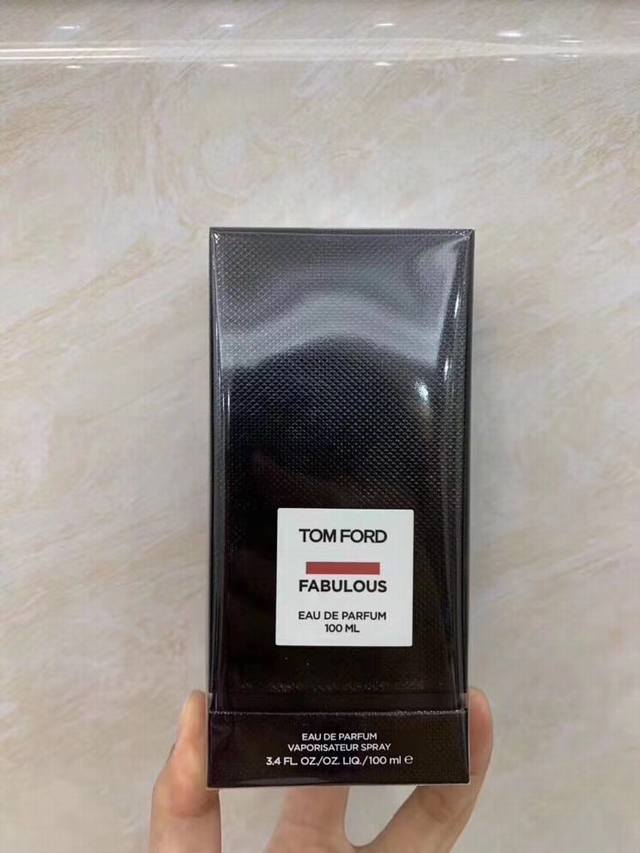 TOM FORD
FABULOUS
EAU DE PARFUM
100 ML
EAU DE PARFUM
VAPORISATEUR SPRAY
3.4 FL. OZ./OZ. LIQ./100 ml ℮